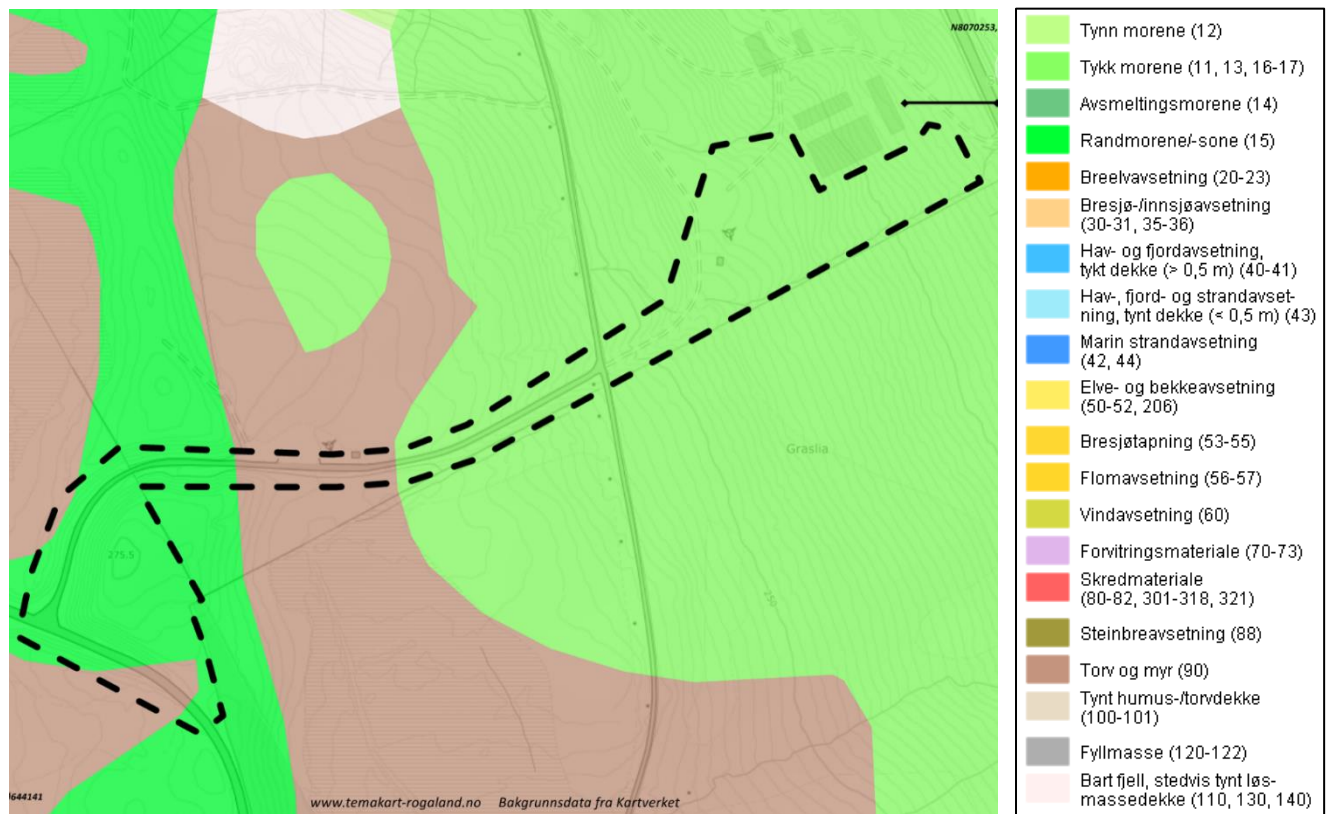 N8070253,
Graslia
275.5
644141
www.temakart-rogaland.no Bakgrunnsdata fra Kartverket
Tynn morene (12)
Tykk morene (11, 13, 16-17)
Avsmeltingsmorene (14)
Randmorene/-sone (15)
Breelvavsetning (20-23)
Bresjø-/innsjøavsetning
(30-31, 35-36)
Hav- og fjordavsetning,
tykt dekke (> 0,5 m) (40-41)
Hav-, fjord- og strandavset-
ning, tynt dekke (< 0,5 m) (43)
Marin strandavsetning
(42, 44)
Elve- og bekkeavsetning
(50-52, 206)
Bresjøtapning (53-55)
Flomavsetning (56-57)
Vindavsetning (60)
Forvitringsmateriale (70-73)
Skredmateriale
(80-82, 301-318, 321)
Steinbreavsetning (88)
Torv og myr (90)
Tynt humus-/torvdekke
(100-101)
Fyllmasse (120-122)
Bart fjell, stedvis tynt løs-
massedekke (110, 130, 140)